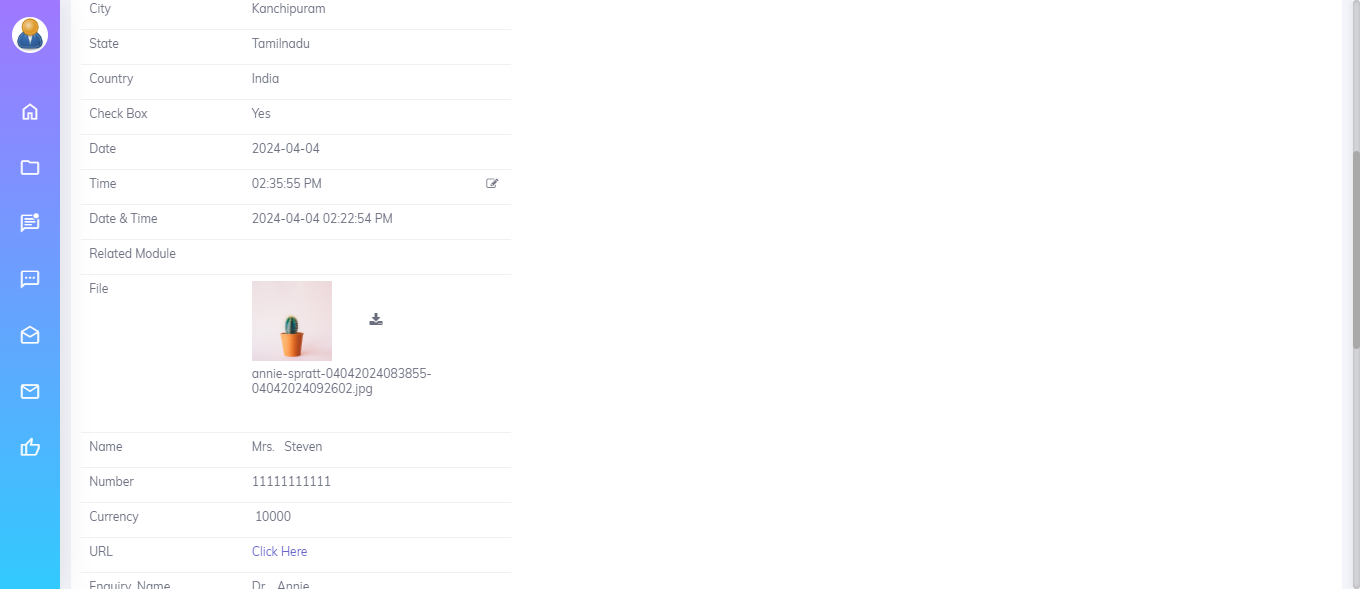 City Kanchipuram
State Tamilnadu
Country India
Check Box Yes
Date 2024-04-04
Time 02:35:55 PM
Date & Time 2024-04-04 02:22:54 PM
Related Module
File
annie-spratt-04042024083855-
04042024092602.jpg
Name Mrs. Steven
Number 11111111111
Currency 10000
URL Click Here
Enquiry Name Dr. Annie